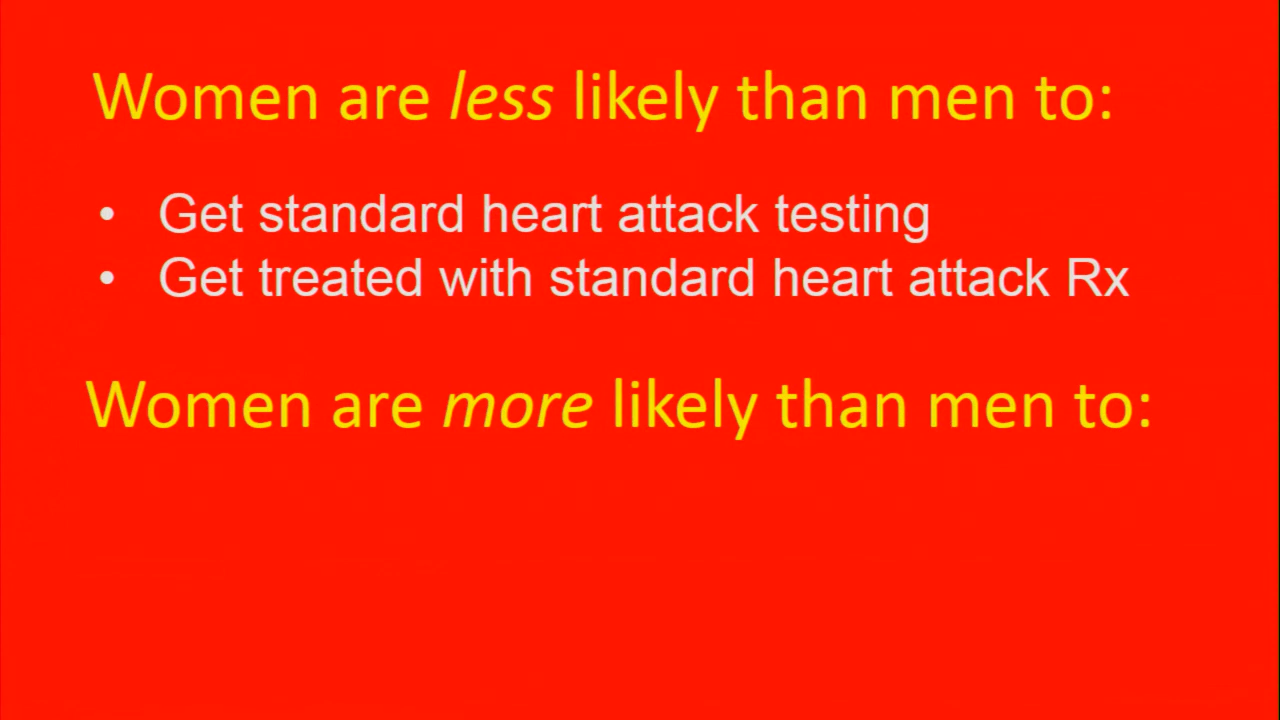 Women are less likely than men to:
• Get standard heart attack testing
• Get treated with standard heart attack Rx
Women are more likely than men to: